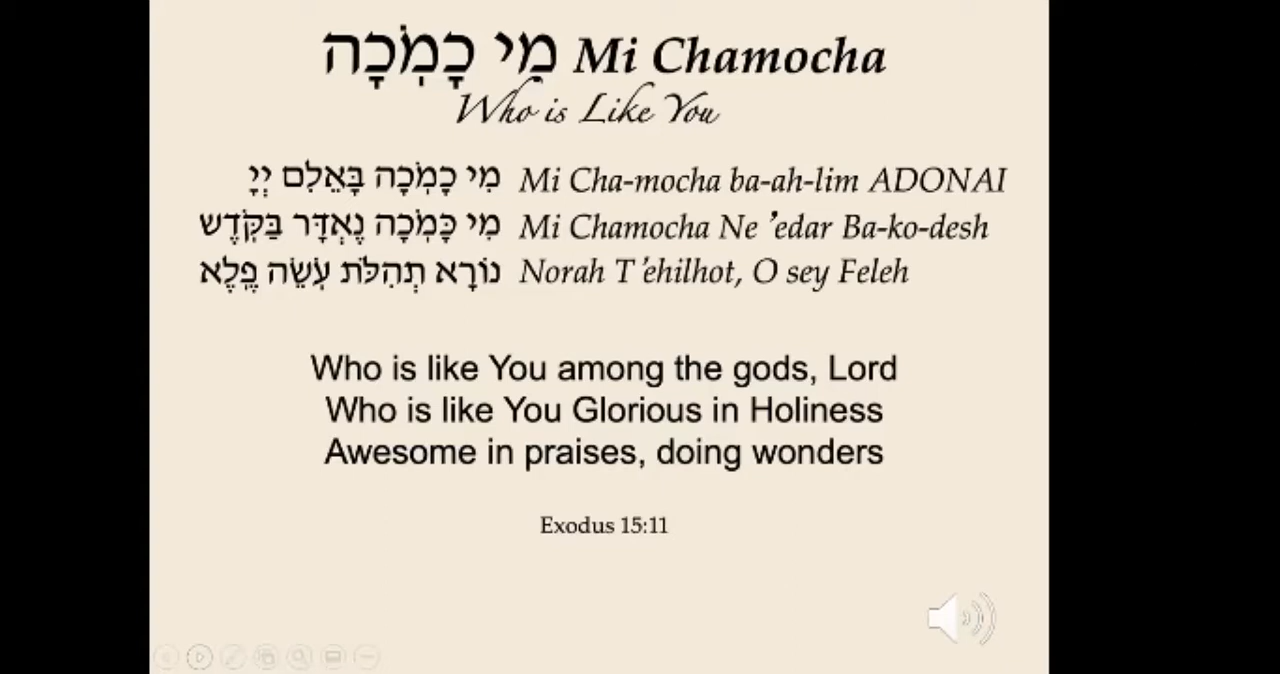 מִי כָמֹכָה Mi Chamocha
Who is Like You
מִי כָמֹכָה בָּאֵלִם יְיָ Mi Cha-mocha ba-ah-lim ADONAI
מִי כָּמֹכָה נֶאְדָּר בַּקֹּדֶשׁ Mi Chamocha Ne 'edar Ba-ko-desh
נוֹרָא תְהִלֹּת עֹשֵׂה פֶלֶא Norah T 'ehilhot, O sey Feleh
Who is like You among the gods, Lord
Who is like You Glorious in Holiness
Awesome in praises, doing wonders
Exodus 15:11